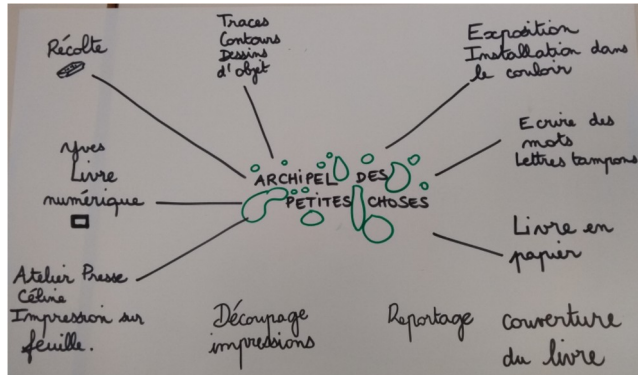 Récolte
Traces
Contours
Dessins
d'objet
Exposition
Installation dans
le couloir
Yves
Livre
numérique
ARCHIPEL DES
PETITES CHOSES
Ecrire des
mots
Lettres tampons
Livre en
papier
Atelier Presse
Céline
Impression sur
feuille.
Découpage
impressions
Reportage
couverture
du livre